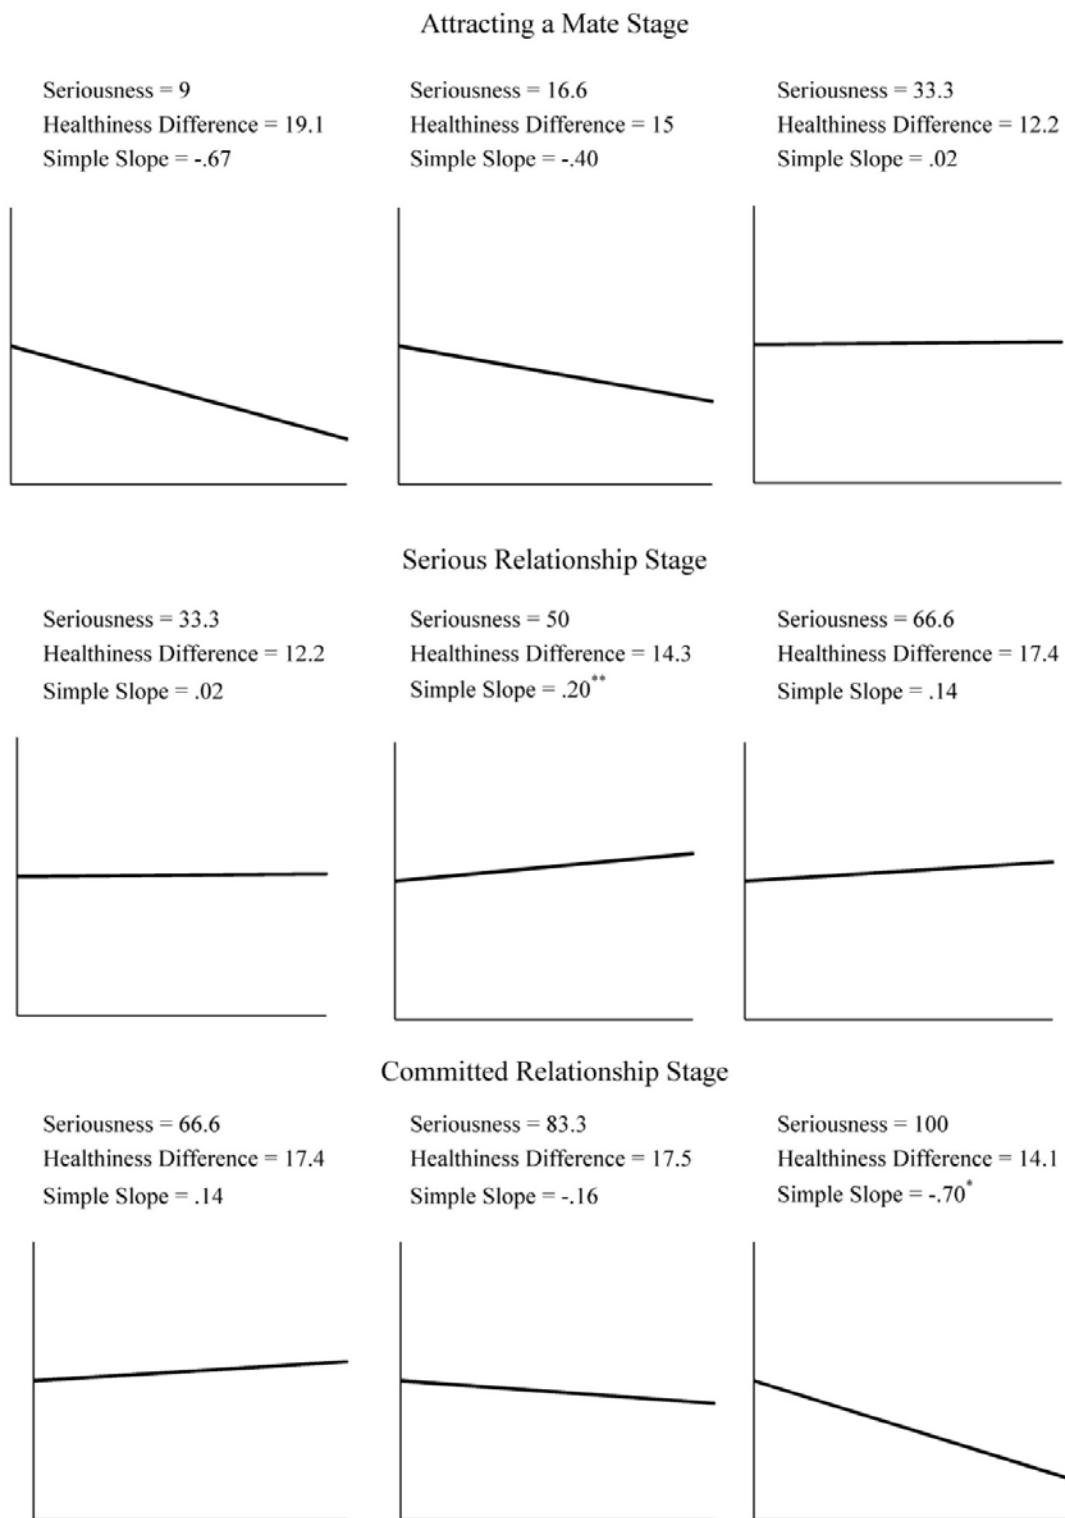 Attracting a Mate Stage
Seriousness = 9
Healthiness Difference = 19.1
Simple Slope = -.67
Seriousness = 16.6
Healthiness Difference = 15
Simple Slope = -.40
Seriousness = 33.3
Healthiness Difference = 12.2
Simple Slope = .02
Serious Relationship Stage
Seriousness = 33.3
Healthiness Difference = 12.2
Simple Slope = .02
Seriousness = 50
Healthiness Difference = 14.3
Simple Slope = .20**
Seriousness = 66.6
Healthiness Difference = 17.4
Simple Slope = .14
Committed Relationship Stage
Seriousness = 66.6
Healthiness Difference = 17.4
Simple Slope = .14
Seriousness = 83.3
Healthiness Difference = 17.5
Simple Slope = -.16
Seriousness = 100
Healthiness Difference = 14.1
Simple Slope = -.70*